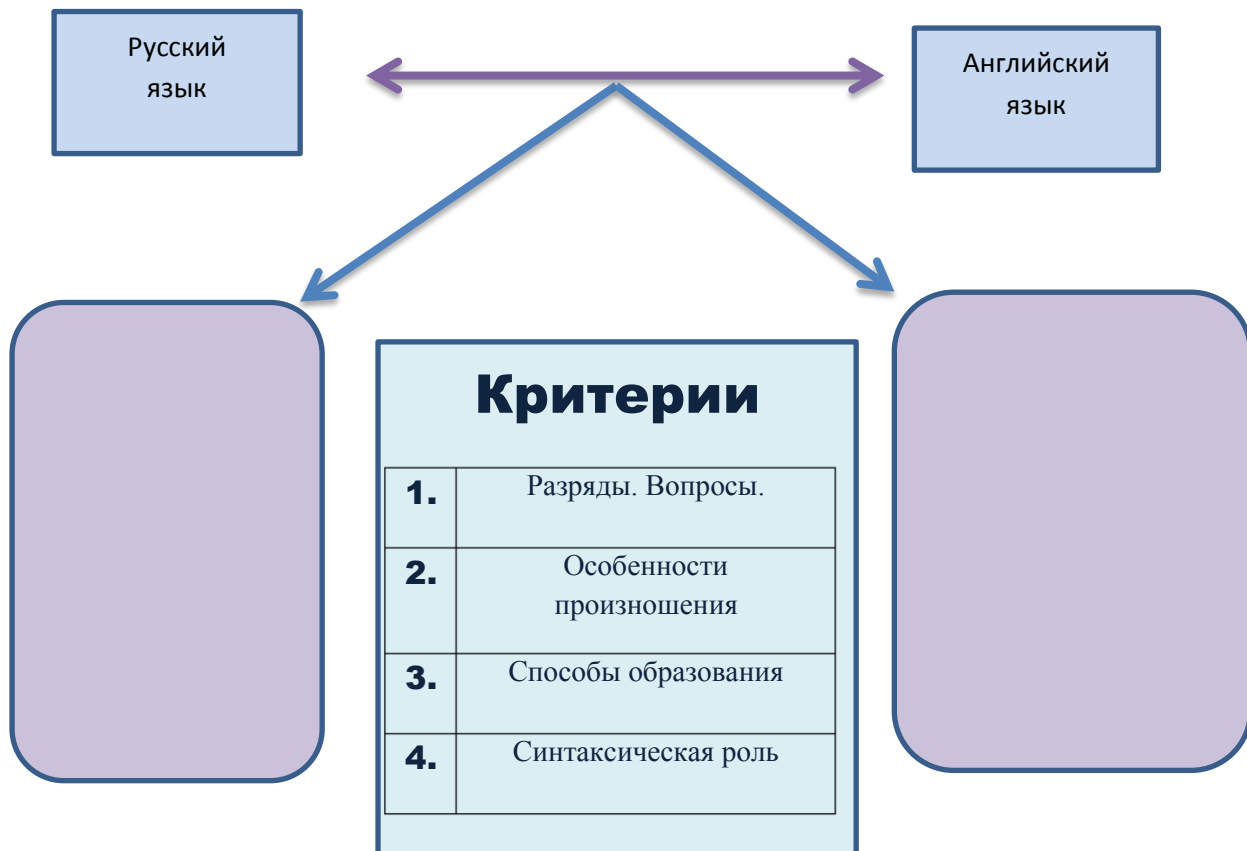 Русский
язык
Английский
язык
Критерии
1. Разряды. Вопросы.
2. Особенности
произношения
3. Способы образования
4. Синтаксическая роль